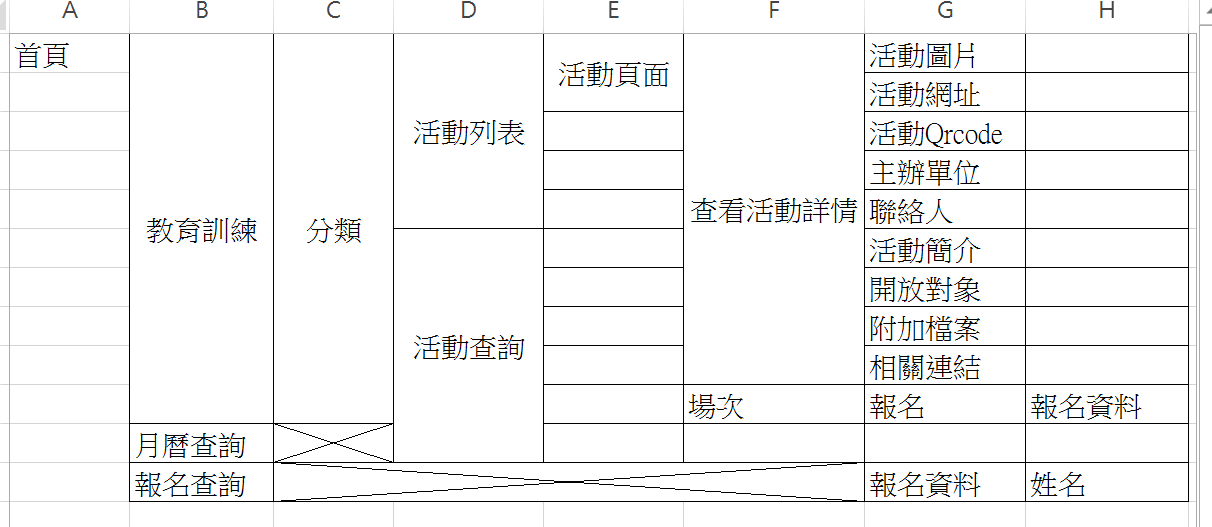 A B C D E F G H
首頁 教育訓練 分類 活動列表 活動頁面 查看活動詳情 活動圖片
活動網址
活動Qrcode
主辦單位
聯絡人
活動查詢 活動簡介
開放對象
附加檔案
相關連結
場次 報名 報名資料
月曆查詢
報名查詢 報名資料 姓名